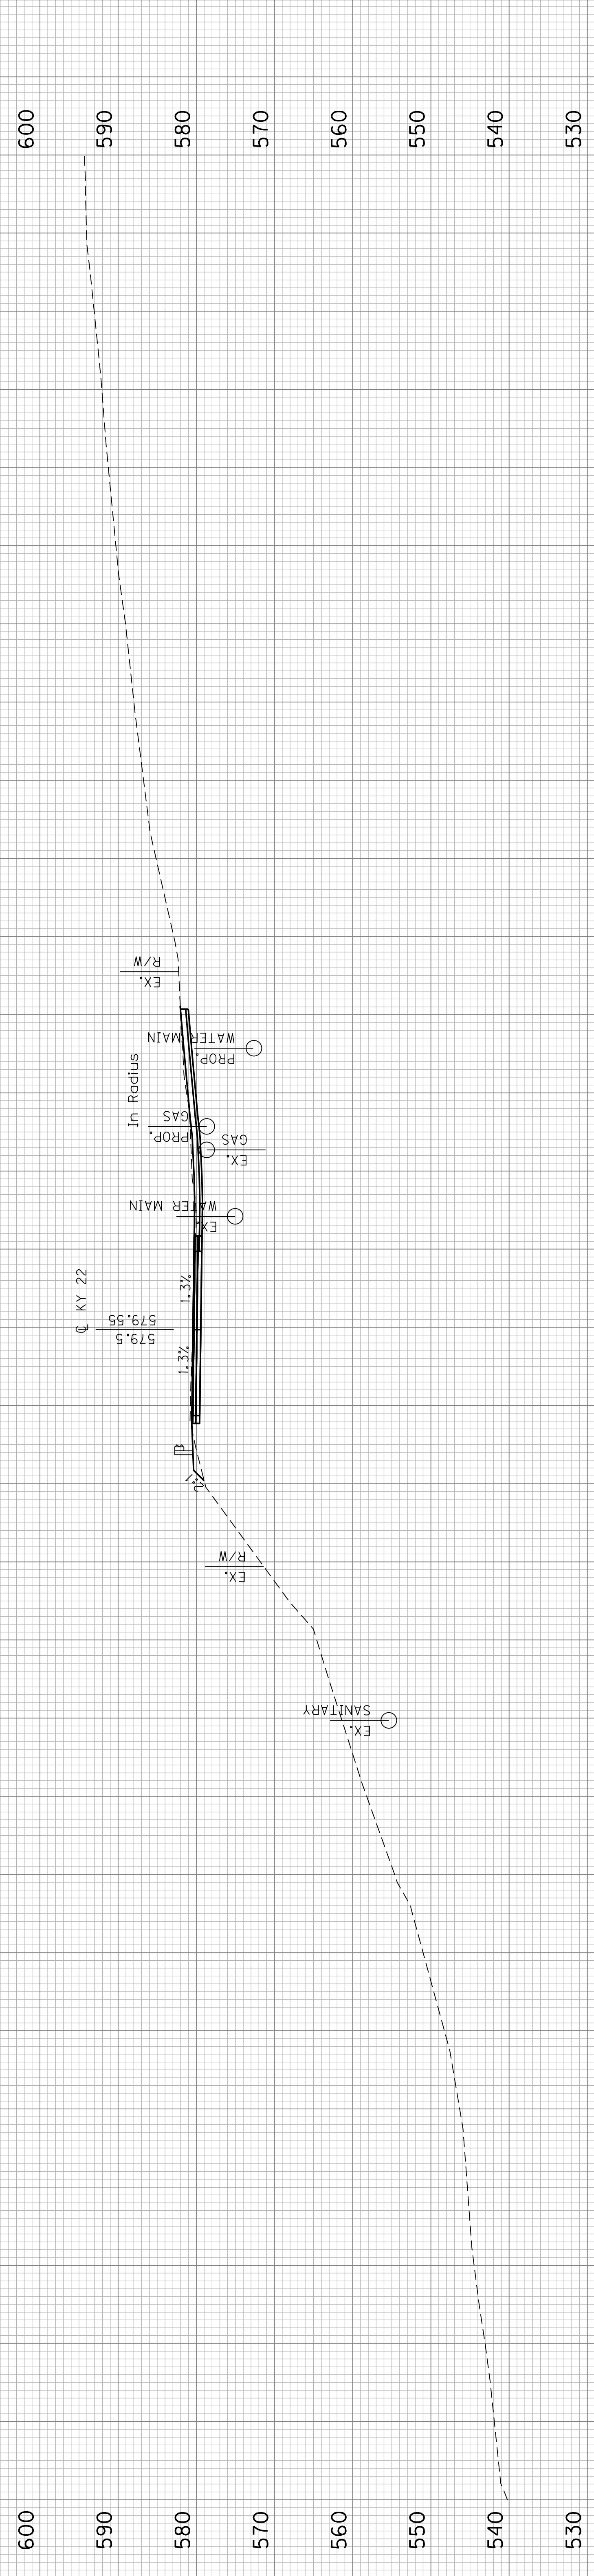 600
590
580
570
560
550
540
530
EX.
R/W
PROP.
WATER MAIN
In Radius
PROP.
GAS
EX.
GAS
EX.
WATER MAIN
℄ KY 22
579.5
579.55
1.3%
1.3%
EX.
R/W
EX.
SANITARY
600
590
580
570
560
550
540
530